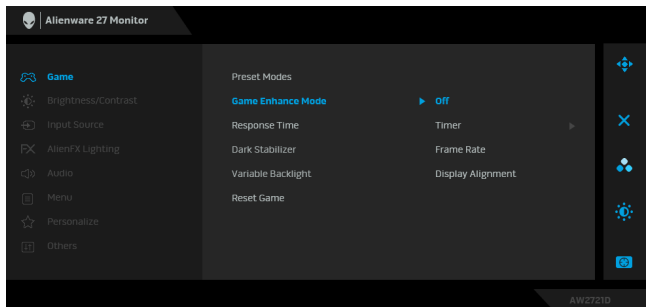 Alienware 27 Monitor
Game
Brightness/Contrast
Input Source
FX AlienFX Lighting
Audio
Menu
Personalize
Others
Preset Modes
Game Enhance Mode
Response Time
Dark Stabilizer
Variable Backlight
Reset Game
Off
Timer
Frame Rate
Display Alignment
AW2721D